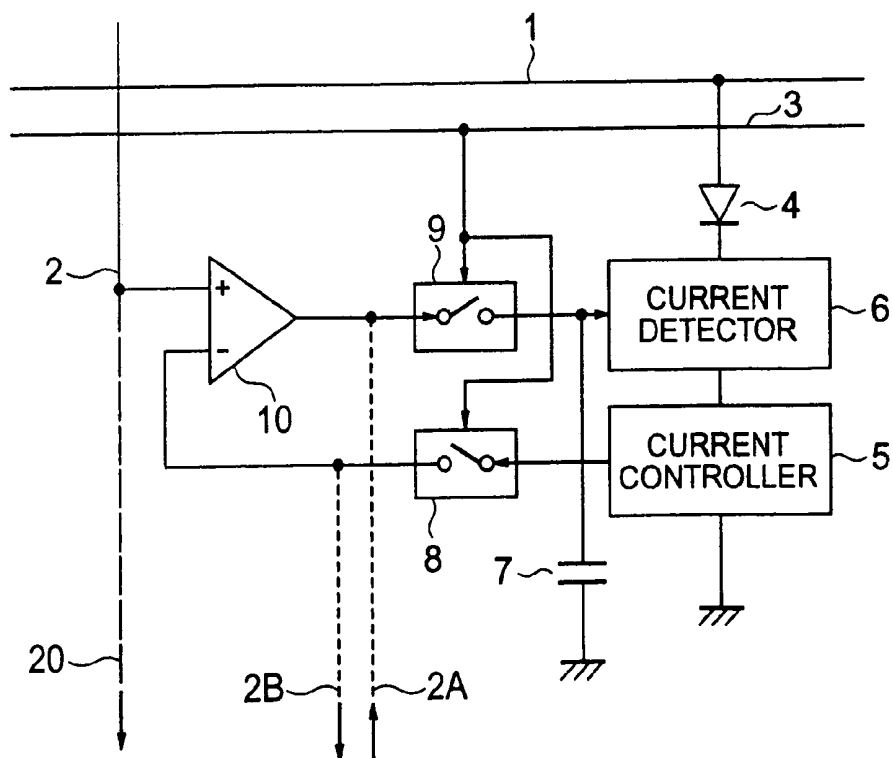 1
3
4
9
2
+
CURRENT
DETECTOR
6
-
10
CURRENT
CONTROLLER
5
8
7
20
2B
2A